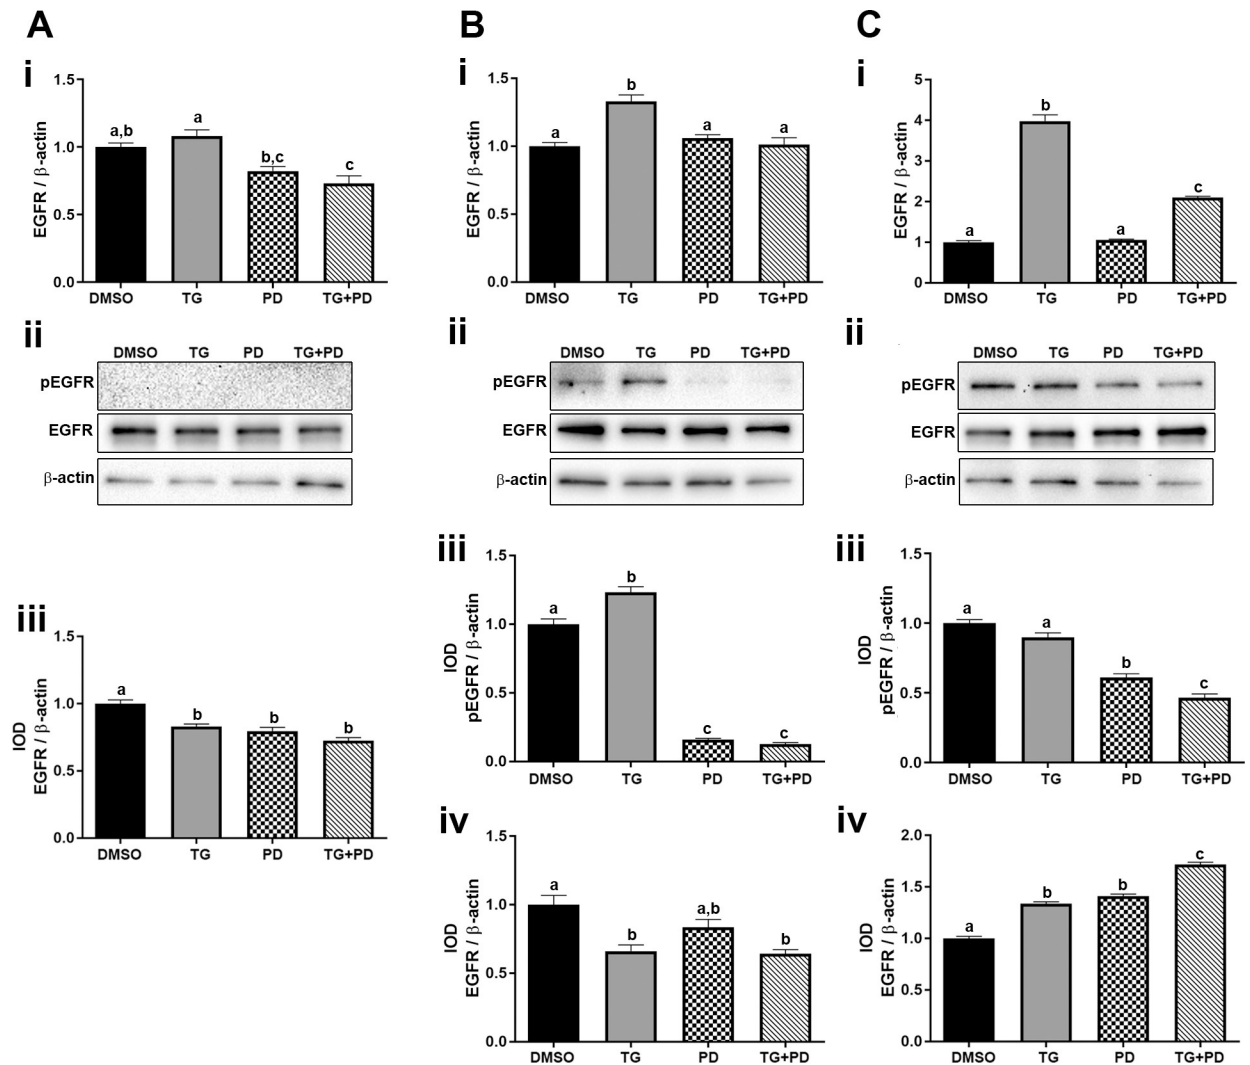 A
i
EGFR / β-actin
1.5
1.0
0.5
0.0
a,b
a
b,c
c
DMSO TG PD TG+PD
ii
DMSO TG PD TG+PD
pEGFR
EGFR
β-actin
iii
IOD
EGFR / β-actin
1.5
1.0
0.5
0.0
a
b
b
b
DMSO TG PD TG+PD
B
i
EGFR / β-actin
1.5
1.0
0.5
0.0
a
b
a
a
DMSO TG PD TG+PD
ii
DMSO TG PD TG+PD
pEGFR
EGFR
β-actin
iii
IOD
pEGFR / β-actin
1.5
1.0
0.5
0.0
a
b
c
c
DMSO TG PD TG+PD
iv
IOD
EGFR / β-actin
1.5
1.0
0.5
0.0
a
b
a,b
b
DMSO TG PD TG+PD
C
i
EGFR / β-actin
5
4
3
2
1
0
a
b
a
c
DMSO TG PD TG+PD
ii
DMSO TG PD TG+PD
pEGFR
EGFR
β-actin
iii
IOD
pEGFR / β-actin
1.5
1.0
0.5
0.0
a
a
b
c
DMSO TG PD TG+PD
iv
IOD
EGFR / β-actin
2.0
1.5
1.0
0.5
0.0
a
b
b
c
DMSO TG PD TG+PD